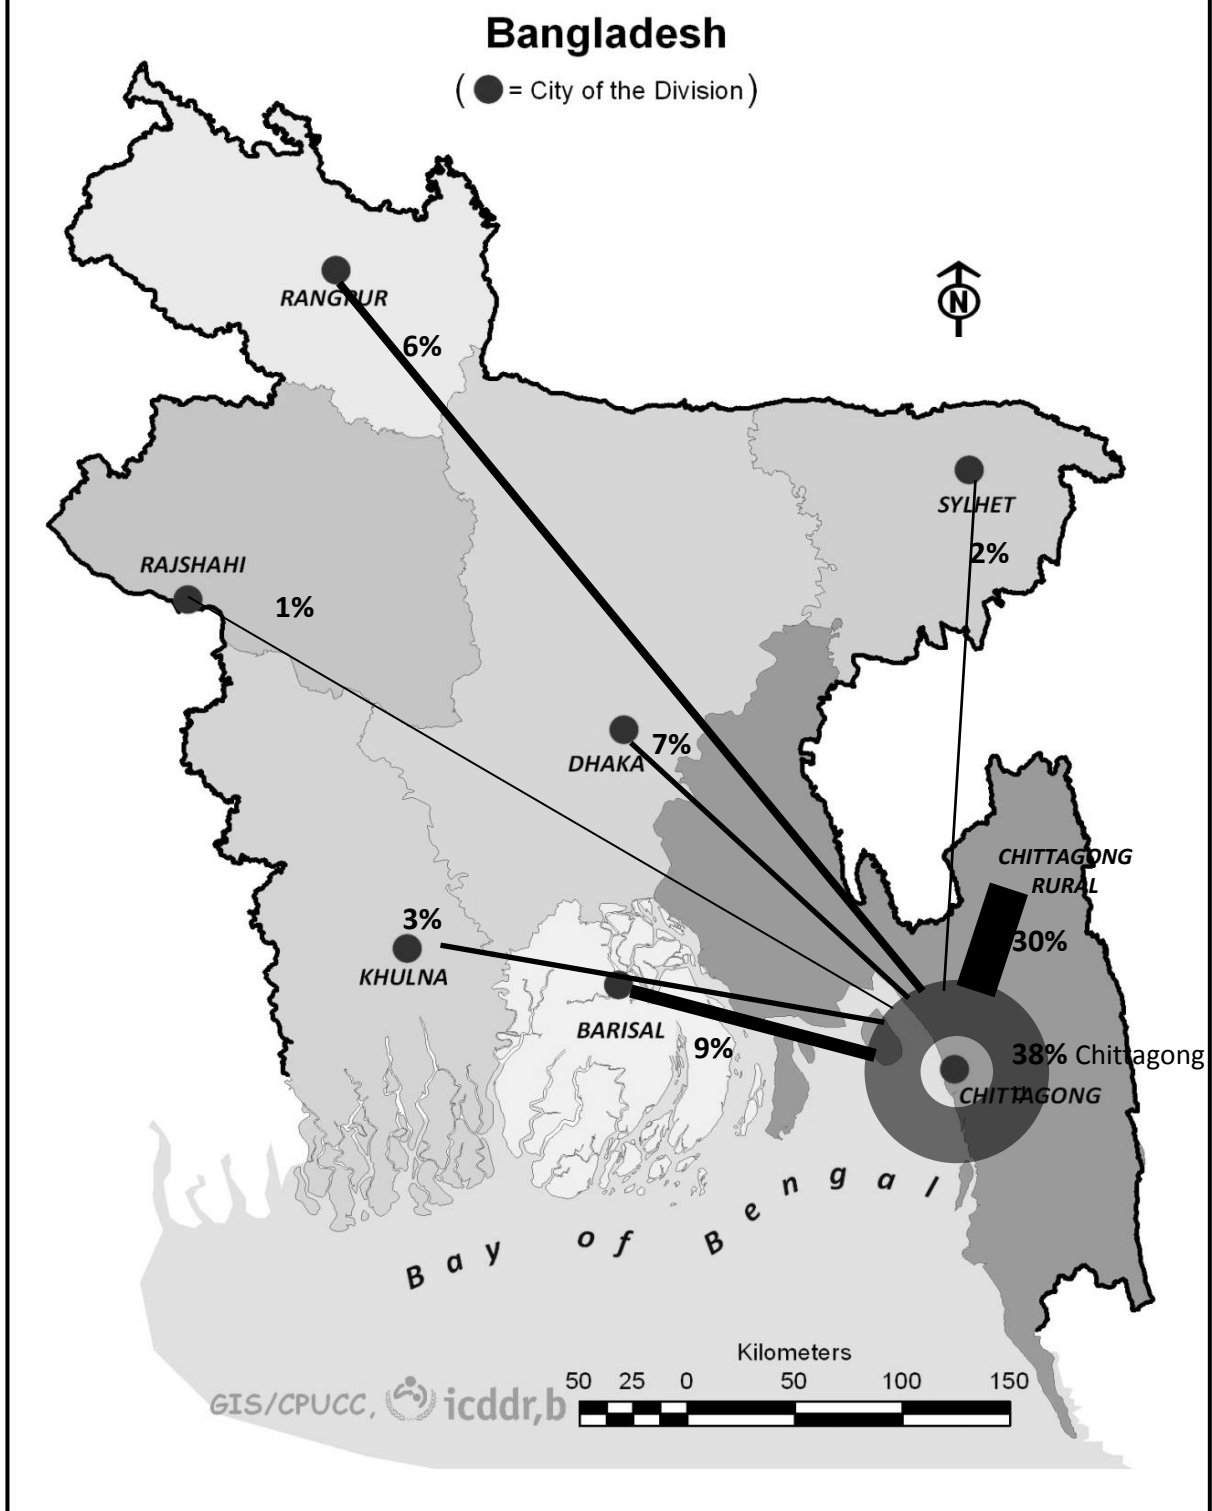 Bangladesh
( = City of the Division )
RANGPUR
6%
N
SYLHET
2%
RAJSHAHI
1%
DHAKA
7%
CHITTAGONG
RURAL
30%
3%
KHULNA
BARISAL
9%
38% Chittagong
CHITTAGONG
Bay of Bengal
Kilometers
50 25 0 50 100 150
GIS/CPUCC, icddr,b